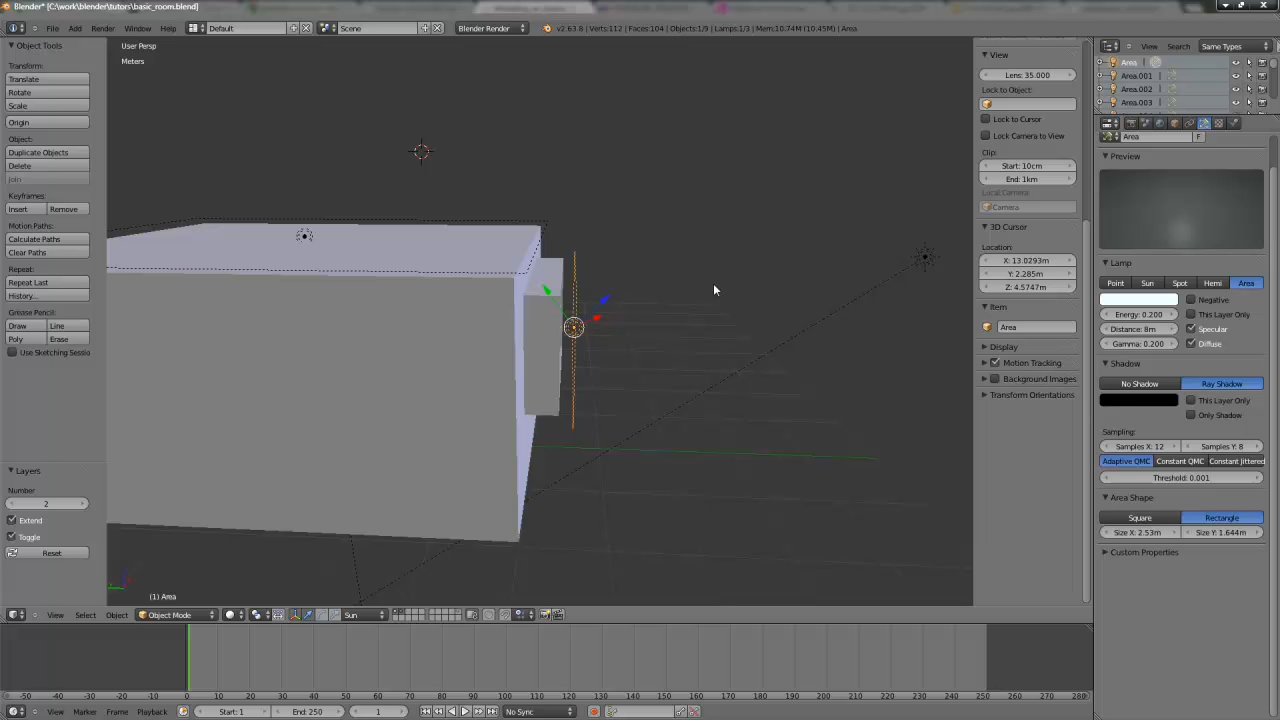 Blender* [C:\work\blender\tutors\basic_room.blend]
File Add Render Window Help Default Scene Blender Render v2.63.8 | Verts:112 | Faces:104 | Objects:1/9 | Lamps:1/3 | Mem:10.74M (10.45M) | Area
Object Tools
Transform:
Translate
Rotate
Scale
Origin
Object:
Duplicate Objects
Delete
Join
Keyframes:
Insert Remove
Motion Paths:
Calculate Paths
Clear Paths
Repeat:
Repeat Last
History...
Grease Pencil:
Draw Line
Poly Erase
Use Sketching Sessio
Layers
Number
2
Extend
Toggle
Reset
User Persp
Meters
(1) Area
View
Lens: 35.000
Lock to Object:
Lock to Cursor
Lock Camera to View
Clip:
Start: 10cm
End: 1km
Local Camera:
Camera
3D Cursor
Location:
X: 13.0293m
Y: 2.285m
Z: 4.5747m
Item
Area
Display
Motion Tracking
Background Images
Transform Orientations
View Search Same Types
Area
Area.001
Area.002
Area.003
Area F
Preview
Lamp
Point Sun Spot Hemi Area
Negative
Energy: 0.200 This Layer Only
Distance: 8m Specular
Gamma: 0.200 Diffuse
Shadow
No Shadow Ray Shadow
This Layer Only
Only Shadow
Sampling:
Samples X: 12 Samples Y: 8
Adaptive QMC Constant QMC Constant Jittered
Threshold: 0.001
Area Shape
Square Rectangle
Size X: 2.53m Size Y: 1.644m
Custom Properties
View Select Object Object Mode Sun
-50 -40 -30 -20 -10 0 10 20 30 40 50 60 70 80 90 100 110 120 130 140 150 160 170 180 190 200 210 220 230 240 250 260 270 280
View Marker Frame Playback Start: 1 End: 250 1 No Sync